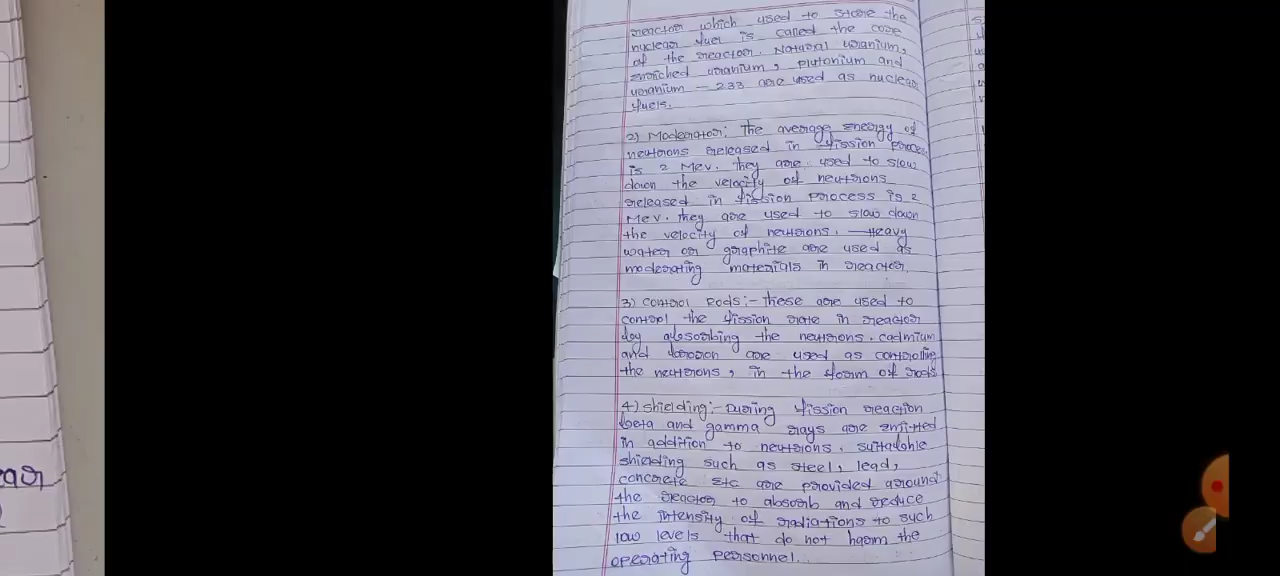 reactor which used to store the
nuclear fuel is called the core
of the reactor. Natural uranium,
enriched uranium, plutonium and
uranium - 233 are used as nuclear
fuels.
2) Moderator: The average energy of
neutrons released in fission process
is 2 Mev. They are used to slow
down the velocity of neutrons
released in fission process is 2
Mev. They are used to slow down
the velocity of neutrons. Heavy
water or graphite are used as
moderating materials in reactor.
3) Control Rods:- These are used to
control the fission rate in reactor
by absorbing the neutrons. cadmium
and boron are used as controlling
the neutrons, in the form of rods
4) Shielding:- During fission reaction
beta and gamma rays are emitted
in addition to neutrons. suitable
shielding such as steel, lead,
concrete etc are provided around
the reactor to absorb and reduce
the intensity of radiations to such
low levels that do not harm the
operating personnel.